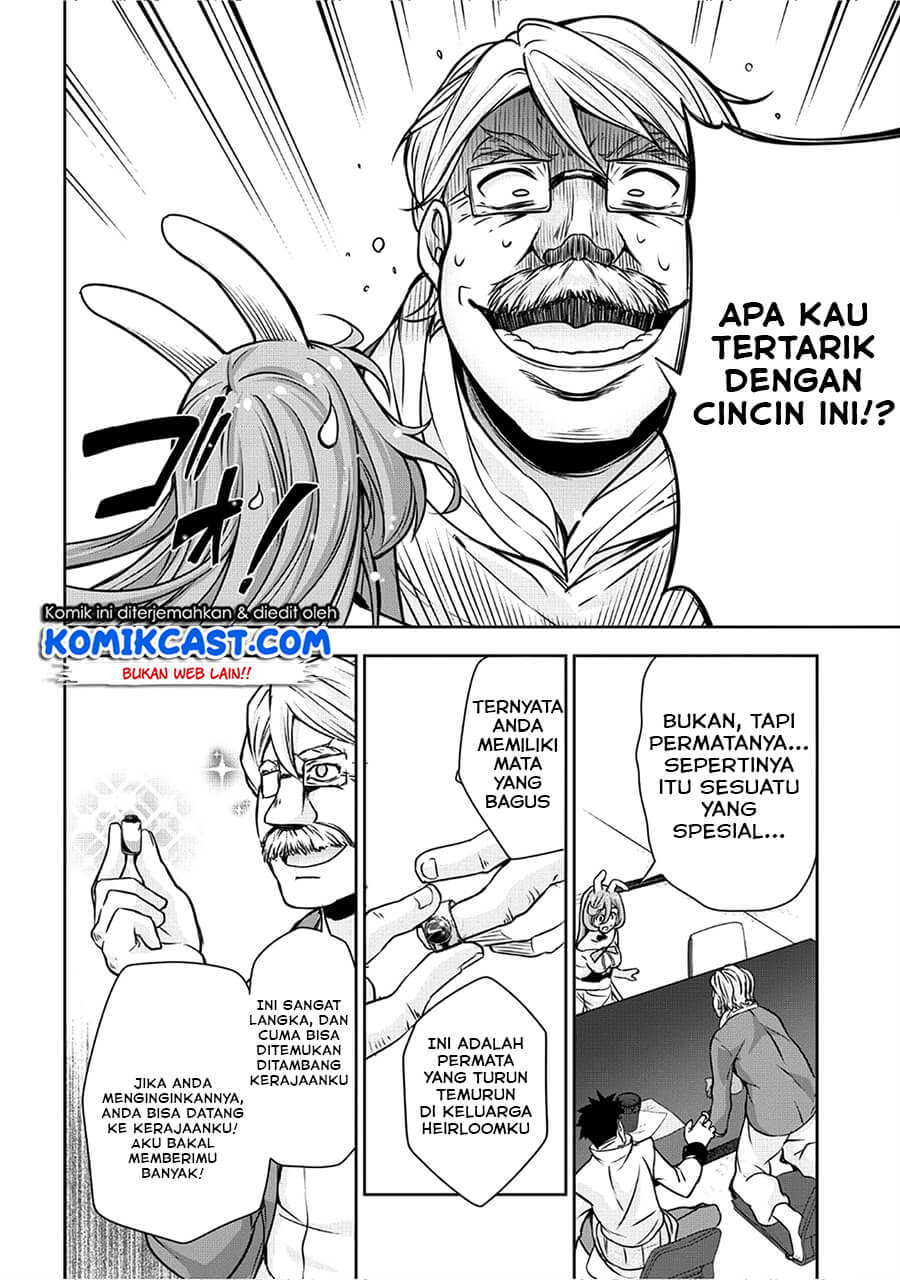 APA KAU
TERTARIK
DENGAN
CINCIN INI!?
ゴ
オ!
Komik ini diterjemahkan & diedit oleh
KOMIKCAST.COM
BUKAN WEB LAIN!!
BUKAN, TAPI
PERMATANYA...
SEPERTINYA
ITU SESUATU
YANG
SPESIAL...
TERNYATA
ANDA
MEMILIKI
MATA
YANG
BAGUS
INI ADALAH
PERMATA
YANG TURUN
TEMURUN
DI KELUARGA
HEIRLOOMKU
INI SANGAT
LANGKA, DAN
CUMA BISA
DITEMUKAN
DITAMBANG
KERAJAANKU
JIKA ANDA
MENGINGINKANNYA,
ANDA BISA DATANG
KE KERAJAANKU!
AKU BAKAL
MEMBERIMU
BANYAK!